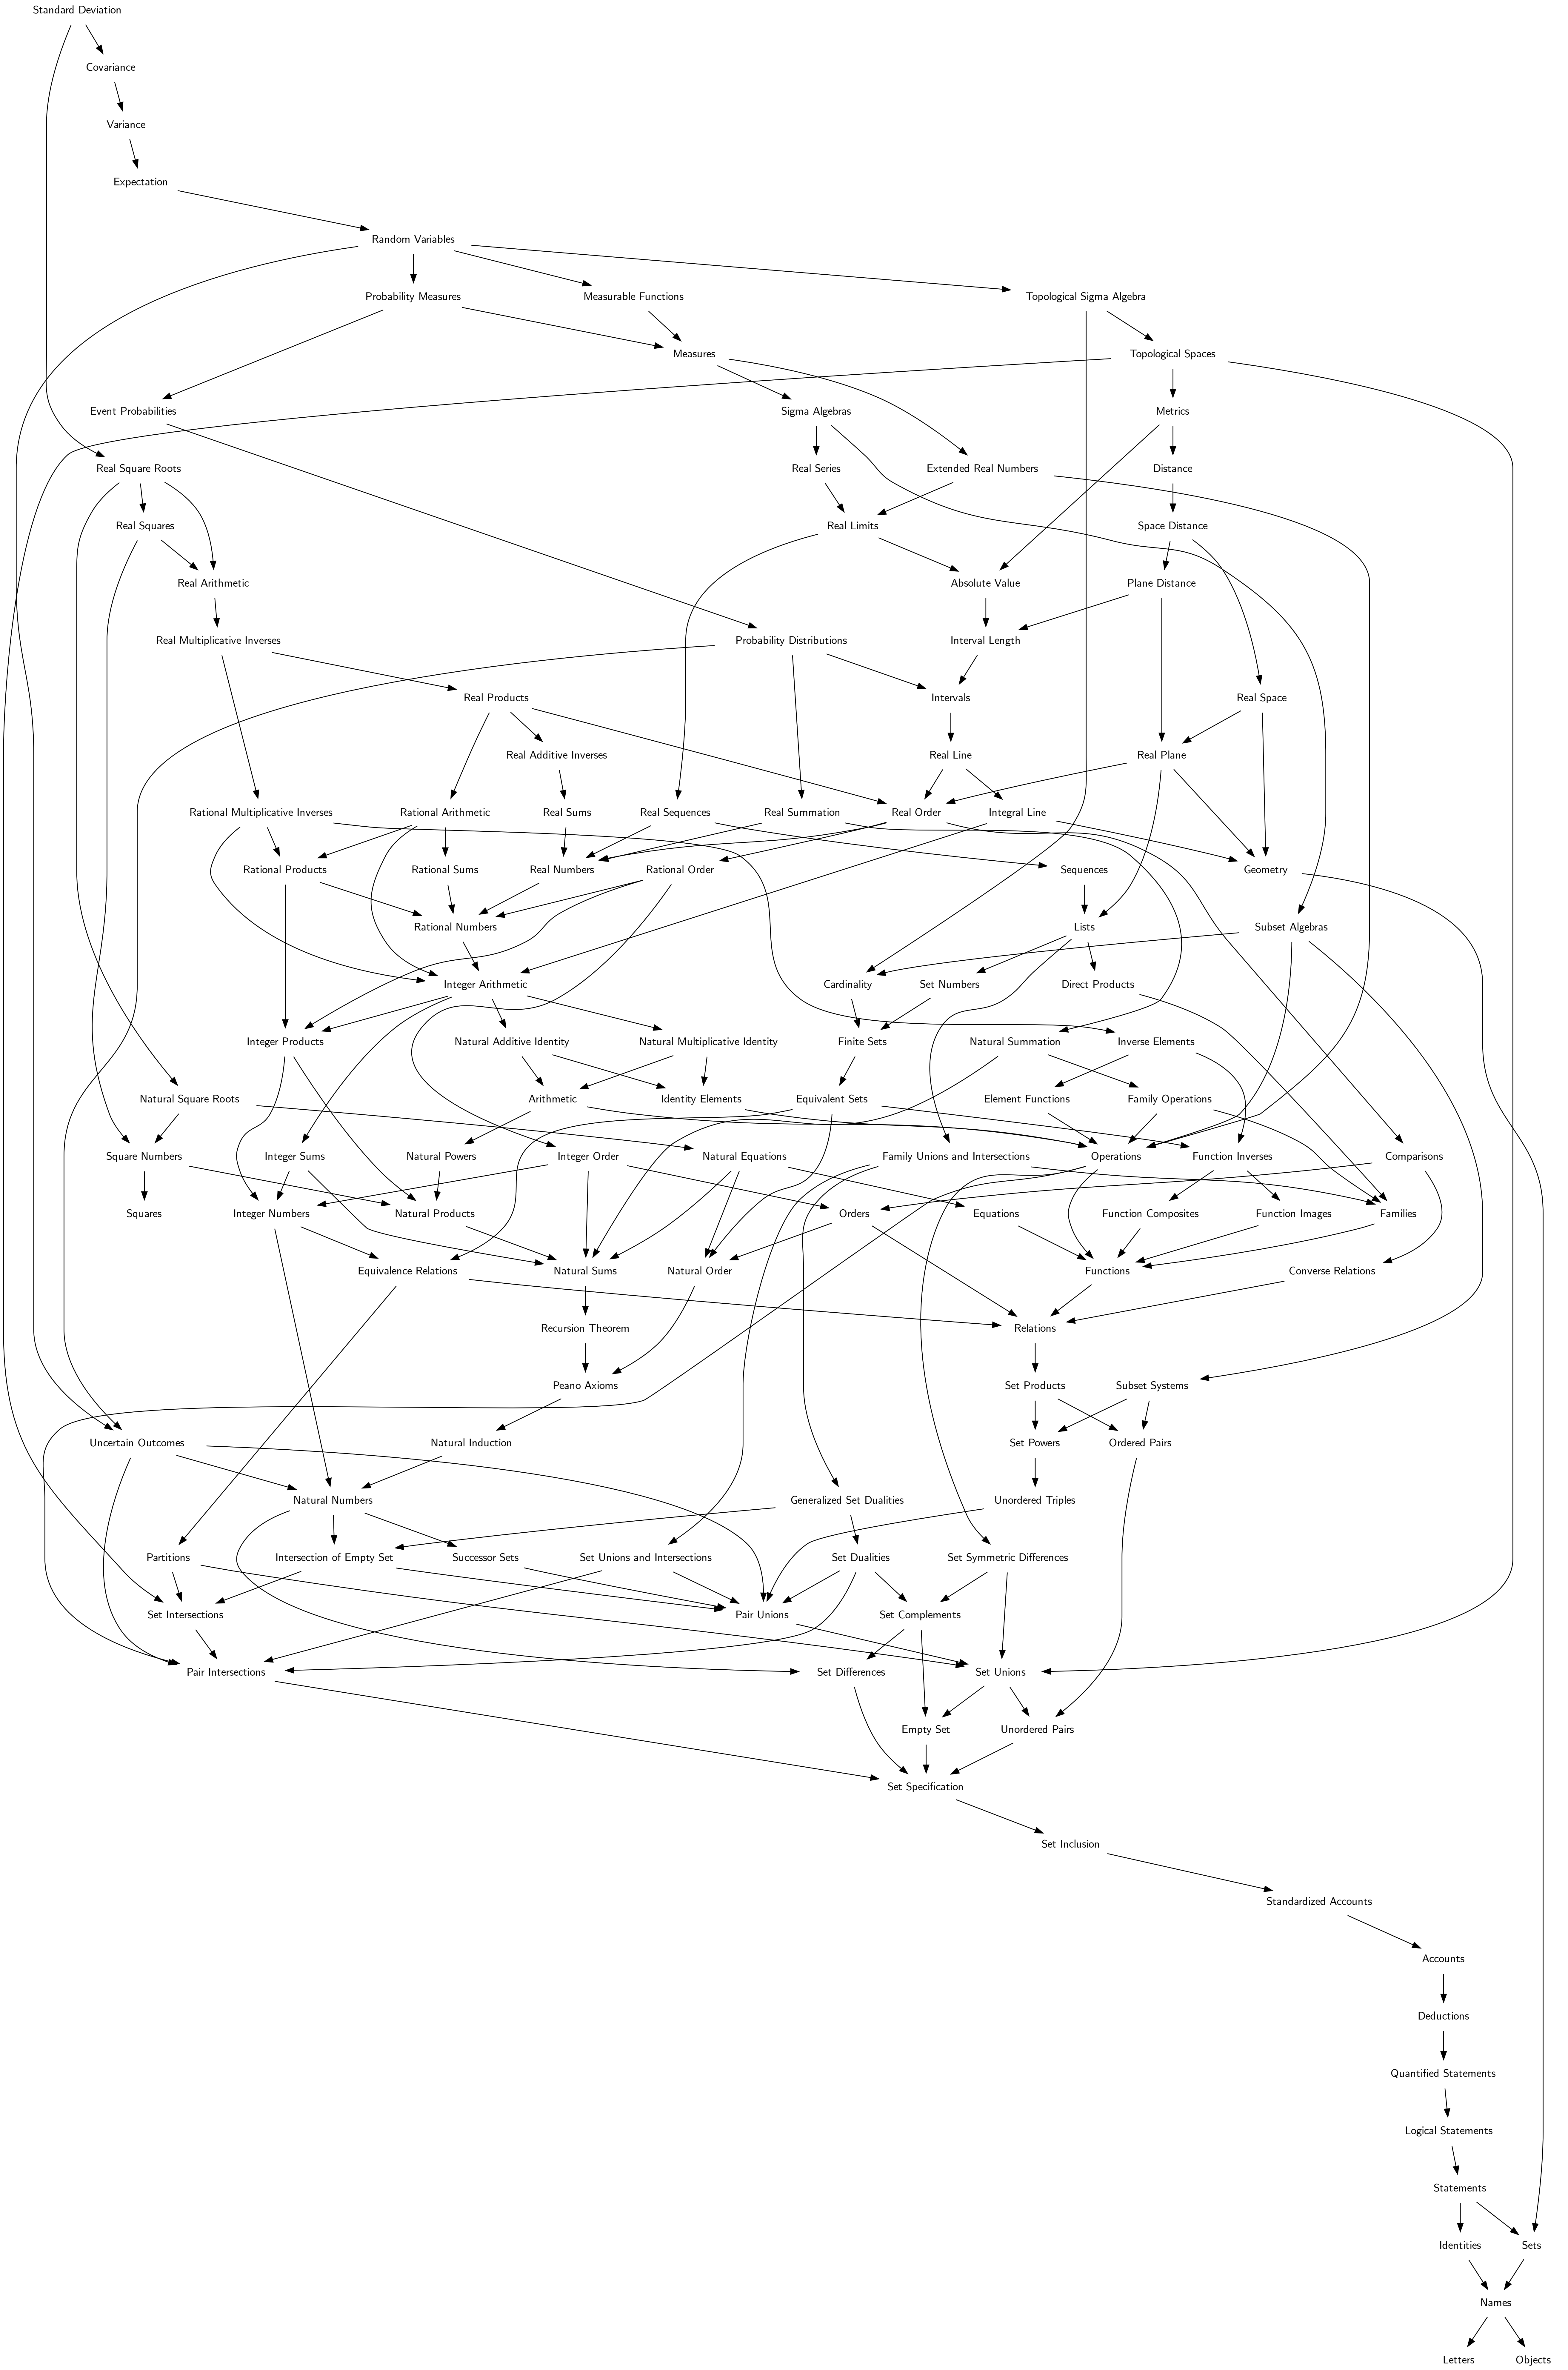 Standard Deviation
Covariance
Variance
Expectation
Random Variables
Probability Measures
Measurable Functions
Topological Sigma Algebra
Measures
Topological Spaces
Event Probabilities
Sigma Algebras
Metrics
Real Square Roots
Real Series
Extended Real Numbers
Distance
Real Squares
Real Limits
Space Distance
Real Arithmetic
Absolute Value
Plane Distance
Real Multiplicative Inverses
Probability Distributions
Interval Length
Real Products
Intervals
Real Space
Real Additive Inverses
Real Line
Real Plane
Rational Multiplicative Inverses
Rational Arithmetic
Real Sums
Real Sequences
Real Summation
Real Order
Integral Line
Rational Products
Rational Sums
Real Numbers
Rational Order
Sequences
Geometry
Rational Numbers
Lists
Subset Algebras
Integer Arithmetic
Cardinality
Set Numbers
Direct Products
Integer Products
Natural Additive Identity
Natural Multiplicative Identity
Finite Sets
Natural Summation
Inverse Elements
Natural Square Roots
Arithmetic
Identity Elements
Equivalent Sets
Element Functions
Family Operations
Square Numbers
Integer Sums
Natural Powers
Integer Order
Natural Equations
Family Unions and Intersections
Operations
Function Inverses
Comparisons
Squares
Integer Numbers
Natural Products
Orders
Equations
Function Composites
Function Images
Families
Equivalence Relations
Natural Sums
Natural Order
Functions
Converse Relations
Recursion Theorem
Relations
Peano Axioms
Set Products
Subset Systems
Uncertain Outcomes
Natural Induction
Set Powers
Ordered Pairs
Natural Numbers
Generalized Set Dualities
Unordered Triples
Partitions
Intersection of Empty Set
Successor Sets
Set Unions and Intersections
Set Dualities
Set Symmetric Differences
Set Intersections
Pair Unions
Set Complements
Pair Intersections
Set Differences
Set Unions
Empty Set
Unordered Pairs
Set Specification
Set Inclusion
Standardized Accounts
Accounts
Deductions
Quantified Statements
Logical Statements
Statements
Identities
Sets
Names
Letters
Objects